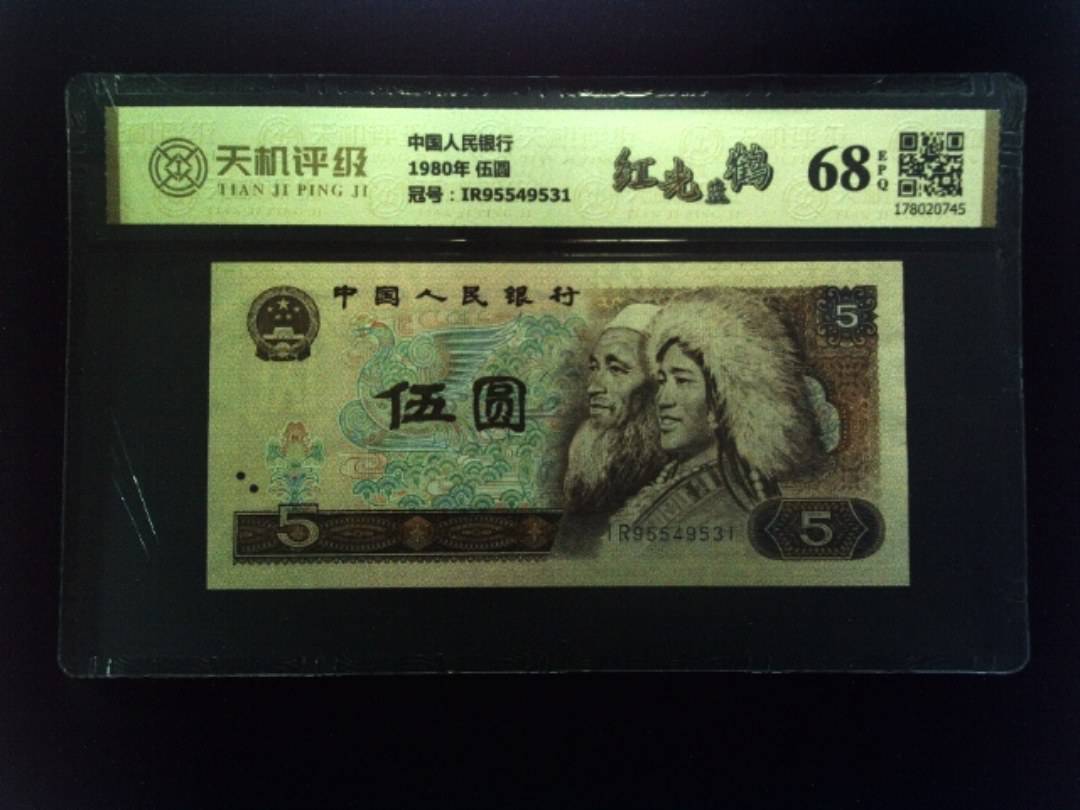 天机评级
TIAN JI PING JI
中国人民银行
1980年 伍圆
冠号：IR95549531
红光蓝鹤
68
EPQ
178020745
中国人民银行
5
伍圆
5
IR95549531
5